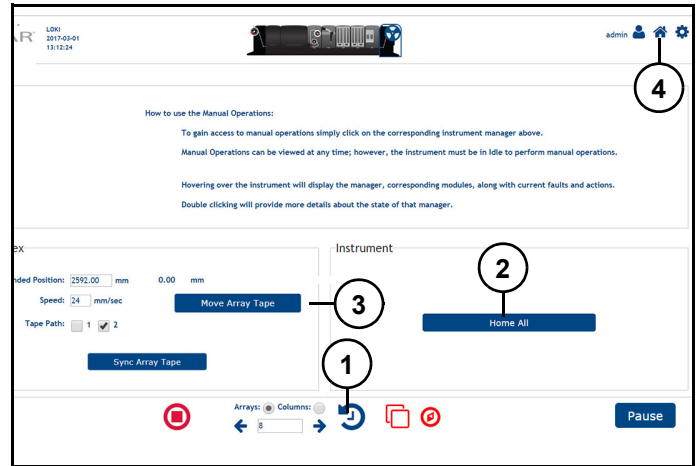 LOKI
2017-03-01
13:12:24
admin
4
How to use the Manual Operations:
To gain access to manual operations simply click on the corresponding instrument manager above.
Manual Operations can be viewed at any time; however, the instrument must be in Idle to perform manual operations.
Hovering over the instrument will display the manager, corresponding modules, along with current faults and actions.
Double clicking will provide more details about the state of that manager.
ex
Instrument
2
nded Position: 2592.00 mm 0.00 mm
Speed: 24 mm/sec
Move Array Tape
3
Home All
Tape Path: 1 2
Sync Array Tape
1
Arrays: Columns:
8
Pause